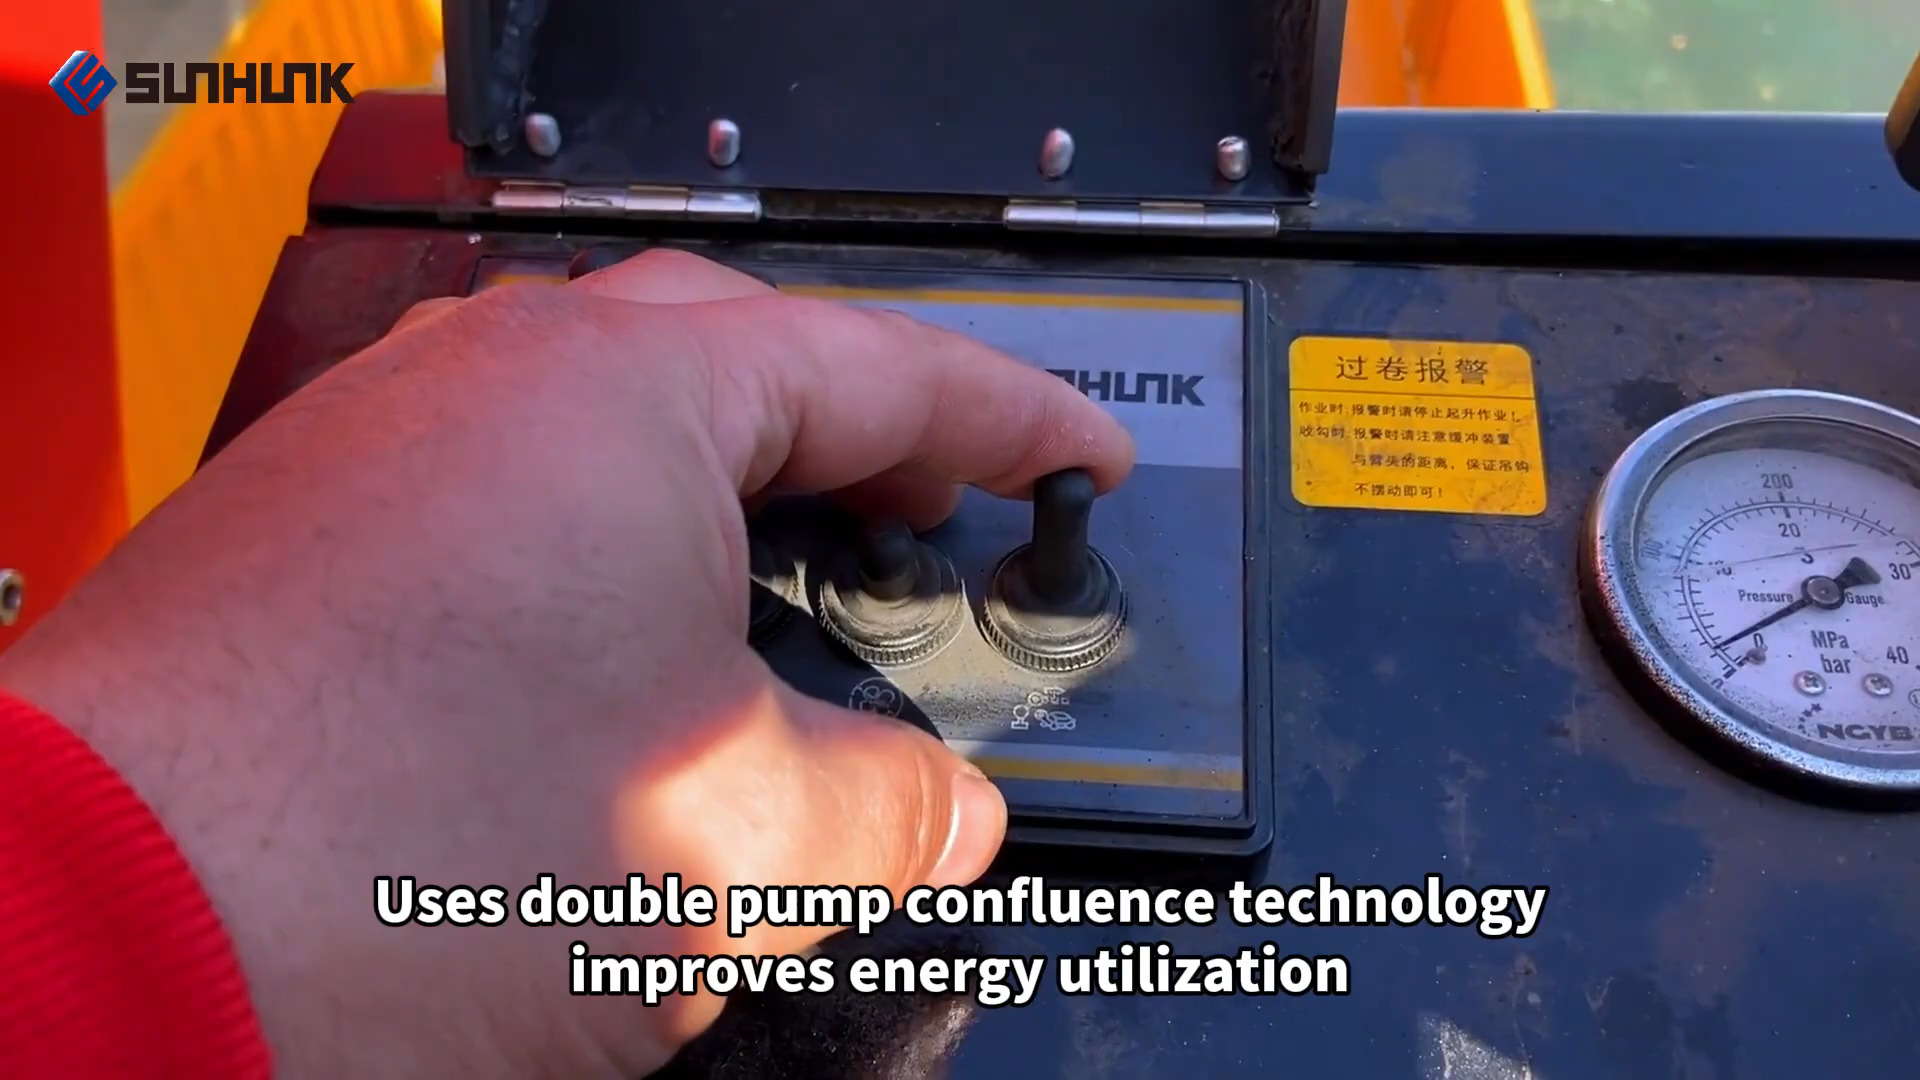 SUNHUNK
HUNK
过卷报警
作业时:报警时请停止起升作业!
收勾时:报警时请注意缓冲装置
与臂头的距离，保证吊钩
不摆动即可!
200
20
30
Pressure Gauge
0
MPa
bar
40
0
NGYB
Uses double pump confluence technology
improves energy utilization